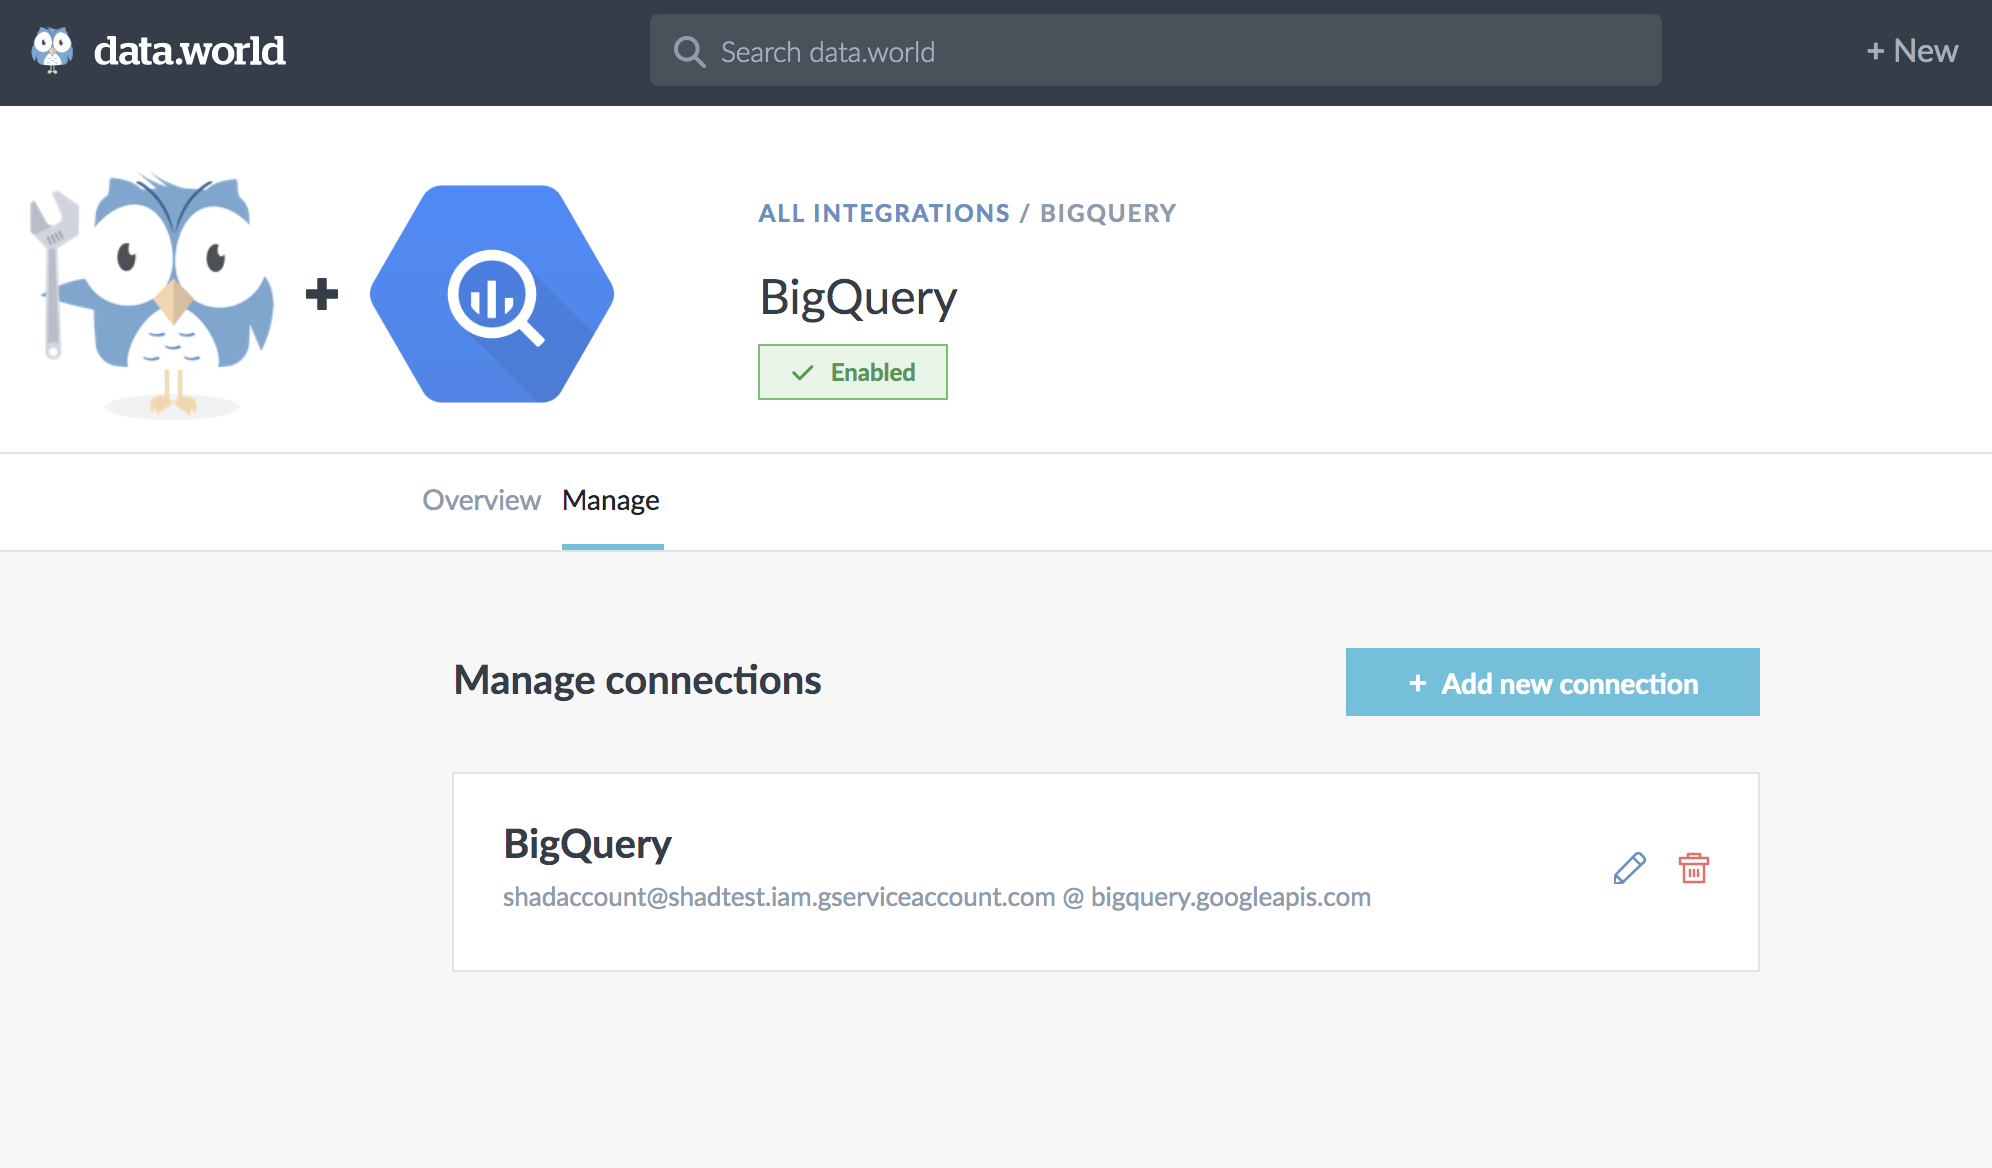 data.world
Search data.world
+ New
ALL INTEGRATIONS / BIGQUERY
BigQuery
Enabled
Overview Manage
Manage connections
+ Add new connection
BigQuery
shadaccount@shadtest.iam.gserviceaccount.com @ bigquery.googleapis.com